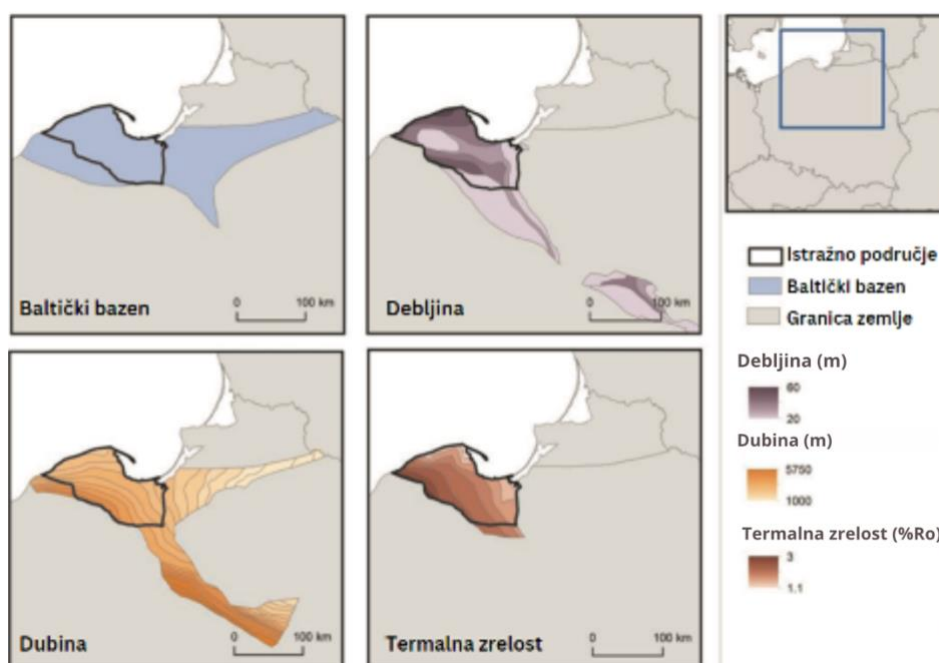 Baltički bazen
0 100 km
Debljina
0 100 km
Istražno područje
Baltički bazen
Granica zemlje
Debljina (m)
60
20
Dubina (m)
5750
1000
Termalna zrelost (%Ro)
3
1.1
Dubina
0 100 km
Termalna zrelost
0 100 km